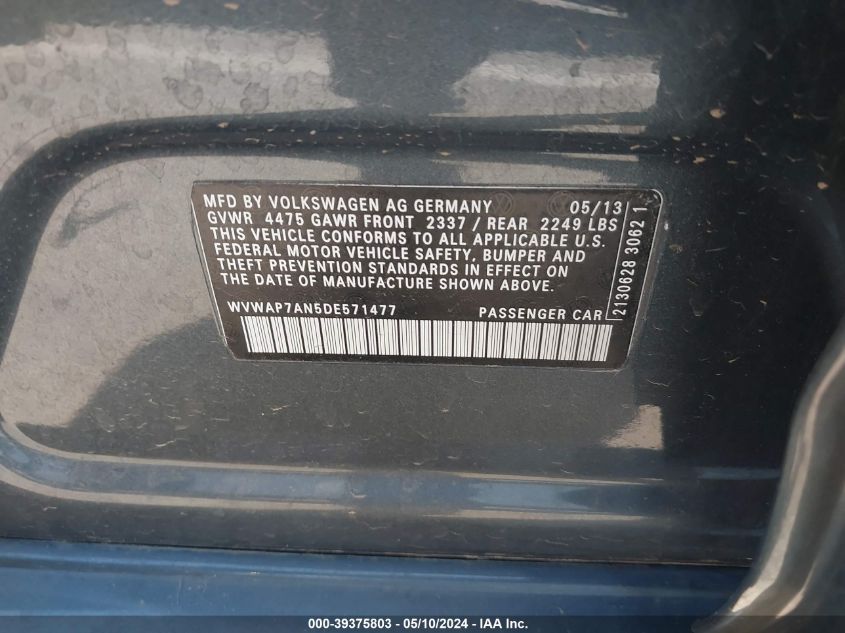 MFD BY VOLKSWAGEN AG GERMANY 05/13
GVWR 4475 GAWR FRONT 2337 / REAR 2249 LBS
THIS VEHICLE CONFORMS TO ALL APPLICABLE U.S.
FEDERAL MOTOR VEHICLE SAFETY, BUMPER AND
THEFT PREVENTION STANDARDS IN EFFECT ON
THE DATE OF MANUFACTURE SHOWN ABOVE.
WVWAP7AN5DE571477 PASSENGER CAR
2130628 3062 1
000-39375803 - 05/10/2024 - IAA Inc.